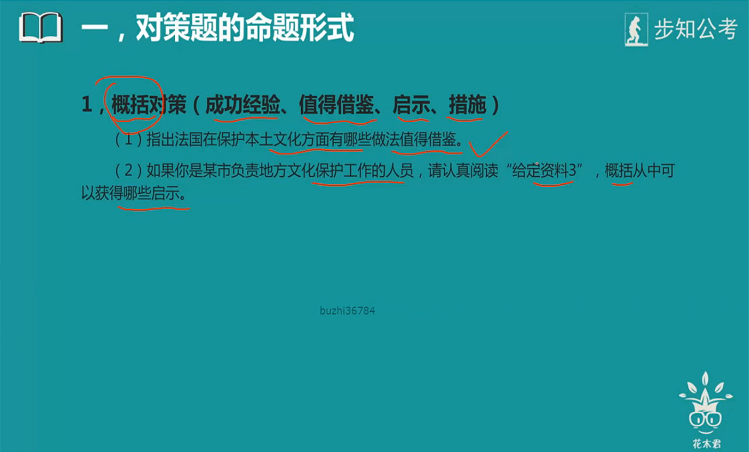 一，对策题的命题形式
步知公考
1，概括对策（成功经验、值得借鉴、启示、措施）
（1）指出法国在保护本土文化方面有哪些做法值得借鉴。
（2）如果你是某市负责地方文化保护工作的人员，请认真阅读“给定资料3”，概括从中可
以获得哪些启示。
buzhi36784
花木君